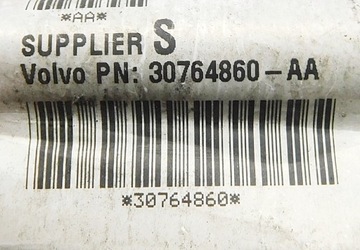 *AA*
SUPPLIER S
Volvo PN: 30764860-AA
*30764860*